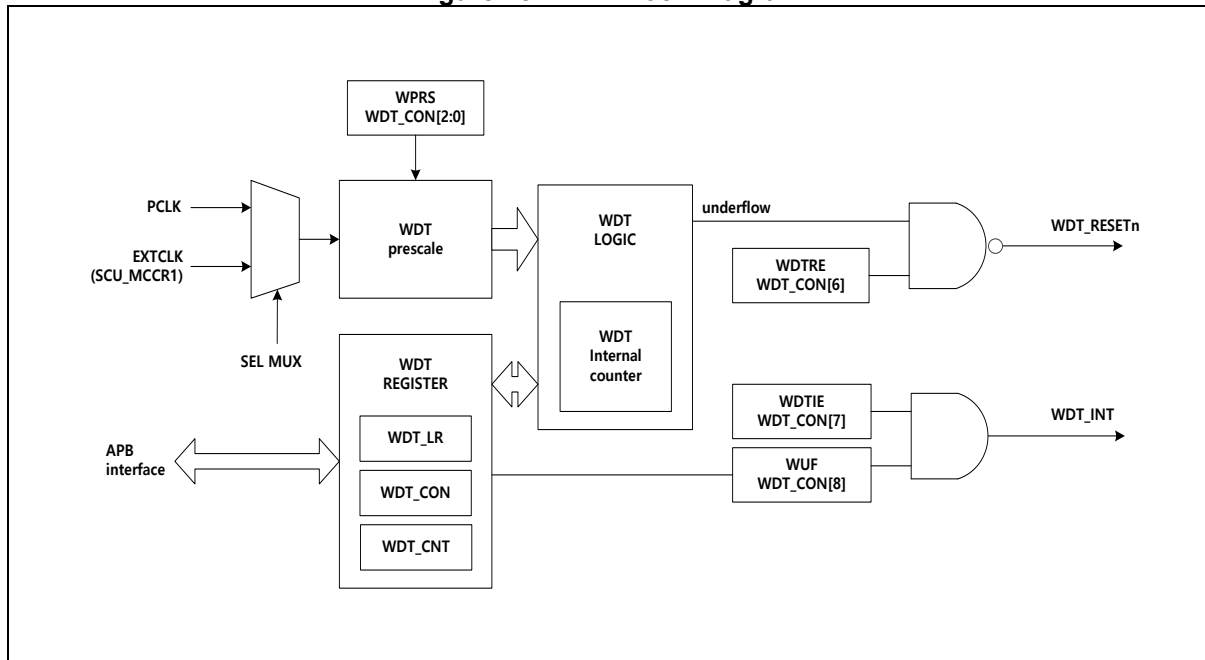 WPRS
WDT_CON[2:0]
PCLK
EXTCLK
(SCU_MCCR1)
SEL MUX
WDT
prescale
WDT
LOGIC
WDT
Internal
counter
underflow
WDTRE
WDT_CON[6]
WDT_RESETn
WDT
REGISTER
WDT_LR
WDT_CON
WDT_CNT
APB
interface
WDTIE
WDT_CON[7]
WUF
WDT_CON[8]
WDT_INT